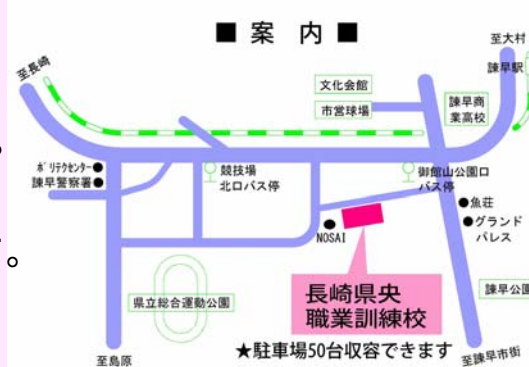 ■ 案 内 ■
至大村
至長崎
諫早駅
文化会館
市営球場
諫早商
業高校
ポリテクセンター●
諫早警察署●
競技場
北口バス停
御館山公園口
バス停
●魚荘
●グランド
パレス
NOSAI
県立総合運動公園
長崎県央
職業訓練校
諫早公園
★駐車場50台収容できます
至島原
至諫早市街
。